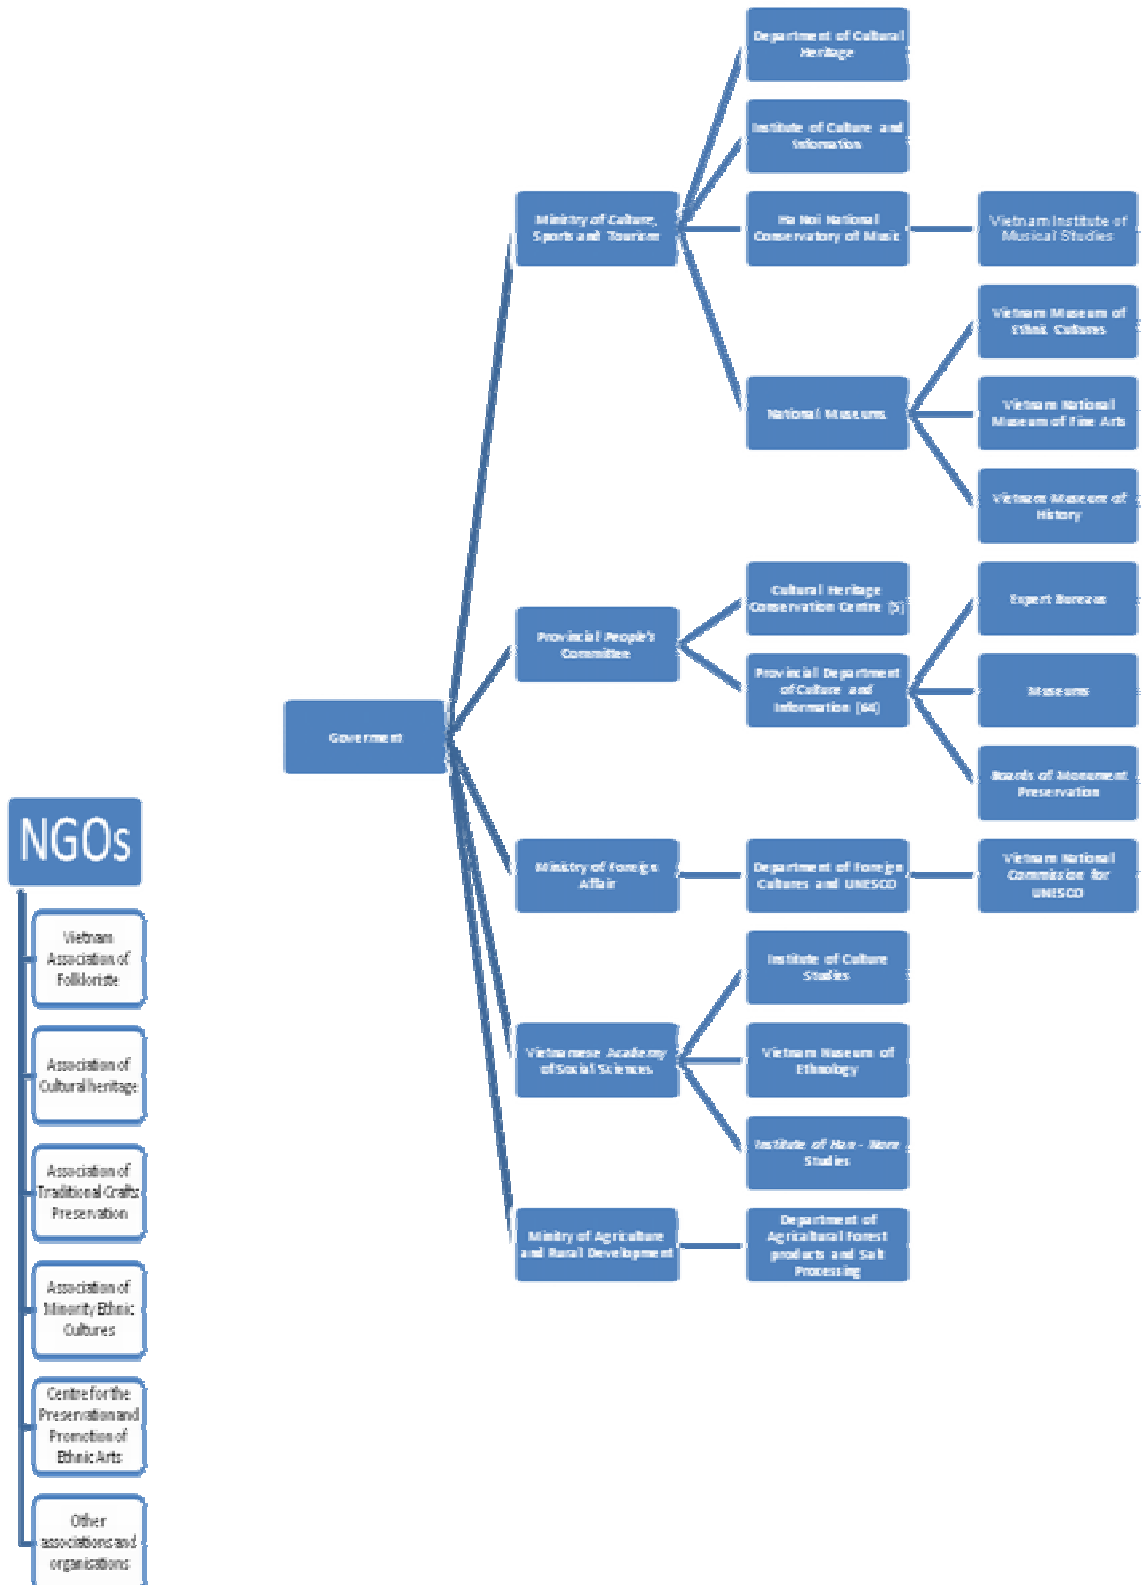 Department of Cultural
Heritage
Institute of Culture and
Information
Ministry of Culture,
Sports and Tourism
Ha Noi National
Conservatory of Music
Vietnam Institute of
Musical Studies
Vietnam Museum of
Ethnic Cultures
National Museums
Vietnam National
Museum of Fine Arts
Vietnam Museum of
History
Cultural Heritage
Conservation Centre [5]
Expert Bureaus
Provincial People's
Committee
Provincial Department
of Culture and
Information [64]
Museums
Goverment
Boards of Monument
Preservation
Ministry of Foreign
Affair
Department of Foreign
Cultures and UNESCO
Vietnam National
Commission for
UNESCO
Institute of Culture
Studies
Vietnamese Academy
of Social Sciences
Vietnam Museum of
Ethnology
Institute of Han - Nom
Studies
Minitry of Agriculture
and Rural Development
Department of
Agricultural Forest
products and Salt
Processing
NGOs
Vietnam
Association of
Folkloriste
Association of
Cultural heritage
Association of
Traditional Crafts
Preservation
Association of
Minority Ethnic
Cultures
Centre for the
Preservation and
Promotion of
Ethnic Arts
Other
associations and
organisations